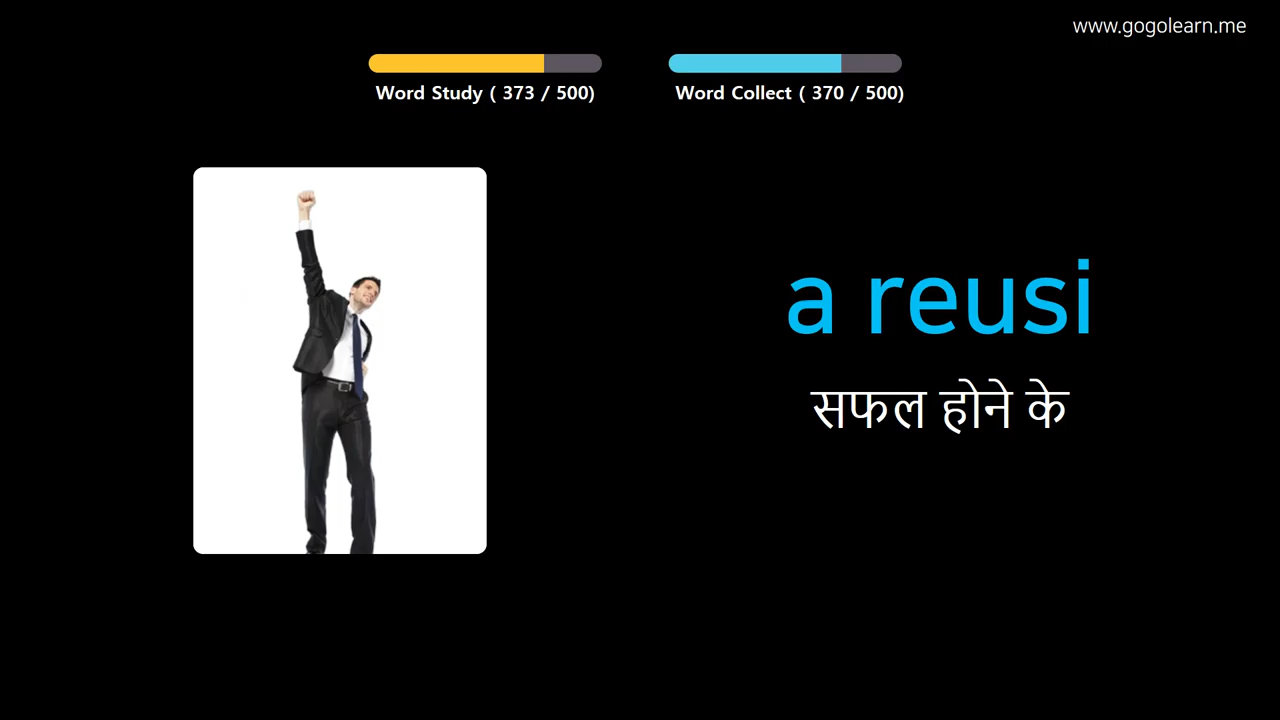 www.gogolearn.me
Word Study ( 373 / 500)
Word Collect ( 370 / 500)
a reusi
सफल होने के